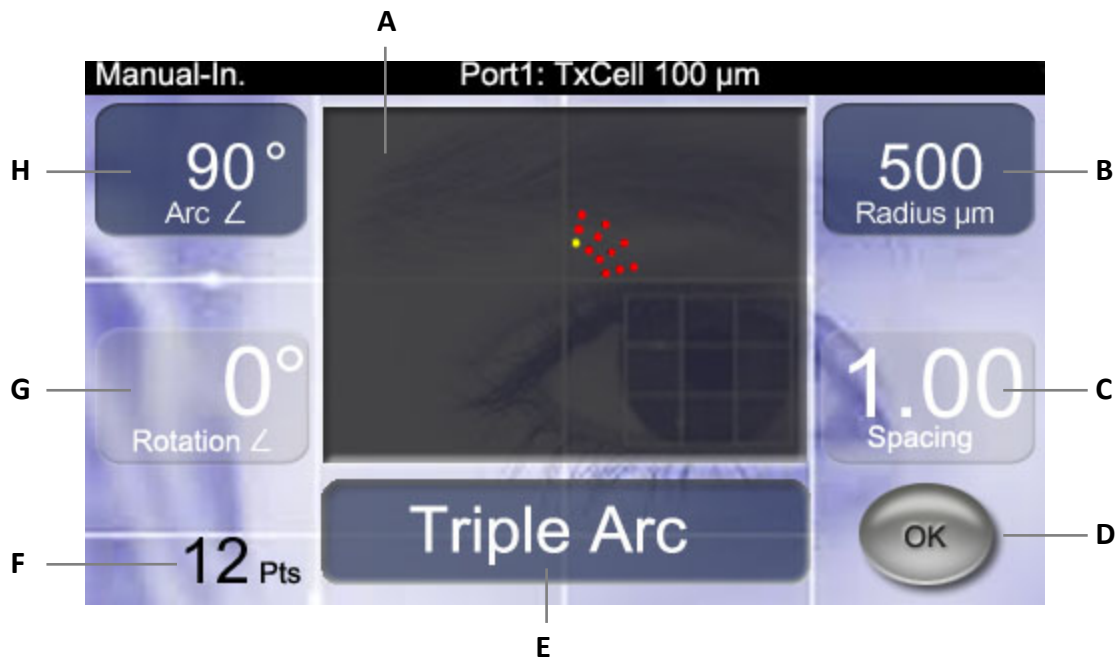 A
Manual-In. Port1: TxCell 100 µm
H
90°
Arc ∠
500
Radius µm
B
G
0°
Rotation ∠
1.00
Spacing
C
F
12 Pts
Triple Arc
OK
D
E